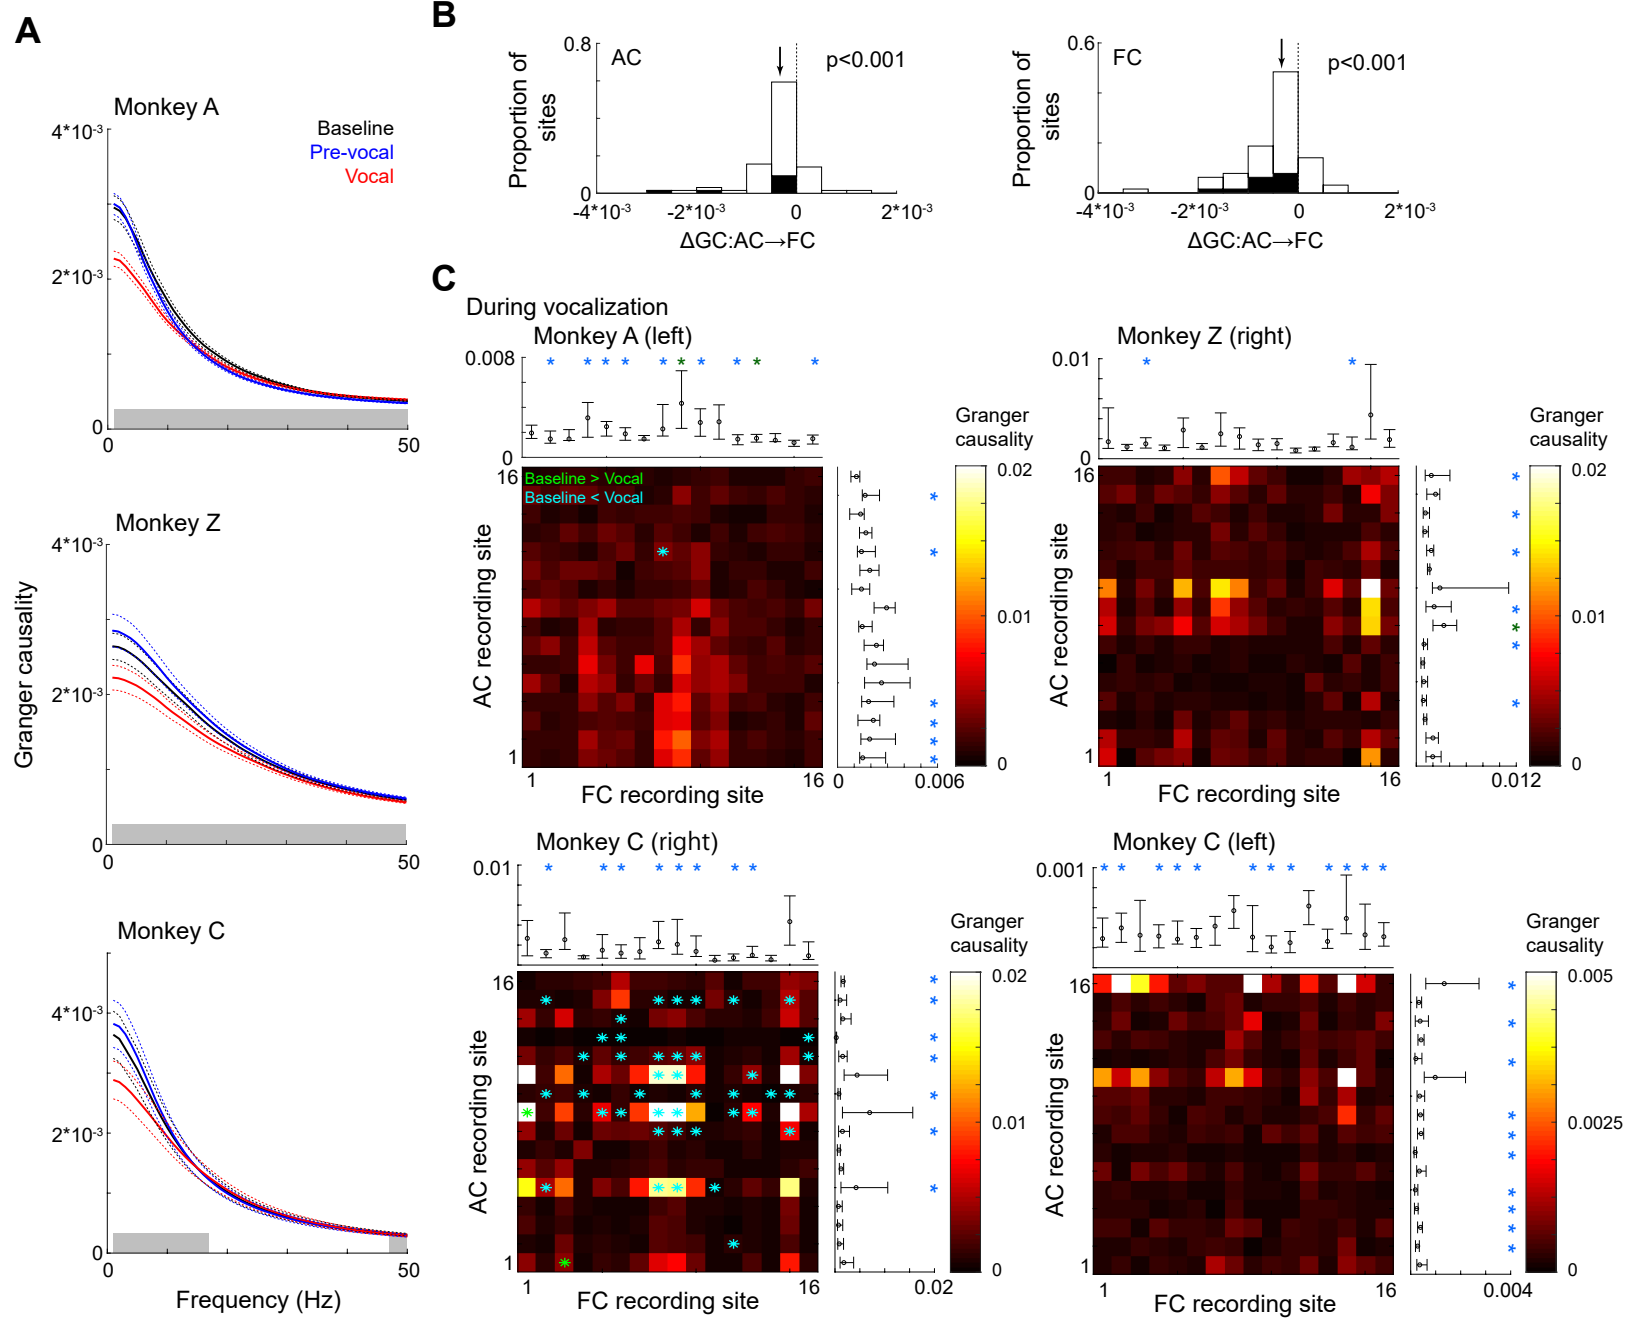 A
Monkey A
4*10-3
Baseline
Pre-vocal
Vocal
2*10-3
0
0
50
Monkey Z
4*10-3
2*10-3
0
0
50
Monkey C
4*10-3
2*10-3
0
0
50
Granger causality
Frequency (Hz)
B
AC
p<0.001
0.8
0
Proportion of
sites
-4*10-3
-2*10-3
0
2*10-3
ΔGC:AC→FC
FC
p<0.001
0.6
0
Proportion of
sites
-4*10-3
-2*10-3
0
2*10-3
ΔGC:AC→FC
C
During vocalization
Monkey A (left)
0.008
0
* * * * * * * * * *
Baseline > Vocal
Baseline < Vocal
16
1
AC recording site
1
16
FC recording site
0
0.006
Granger
causality
0.02
0.01
0
Monkey Z (right)
0.01
0
* *
16
1
AC recording site
1
16
FC recording site
0.012
Granger
causality
0.02
0.01
0
Monkey C (right)
0.01
* * * * * * * *
16
1
AC recording site
1
16
FC recording site
0.02
Granger
causality
0.02
0.01
0
Monkey C (left)
0.001
* * * * * * * * * * * *
16
1
AC recording site
1
16
FC recording site
0.004
Granger
causality
0.005
0.0025
0